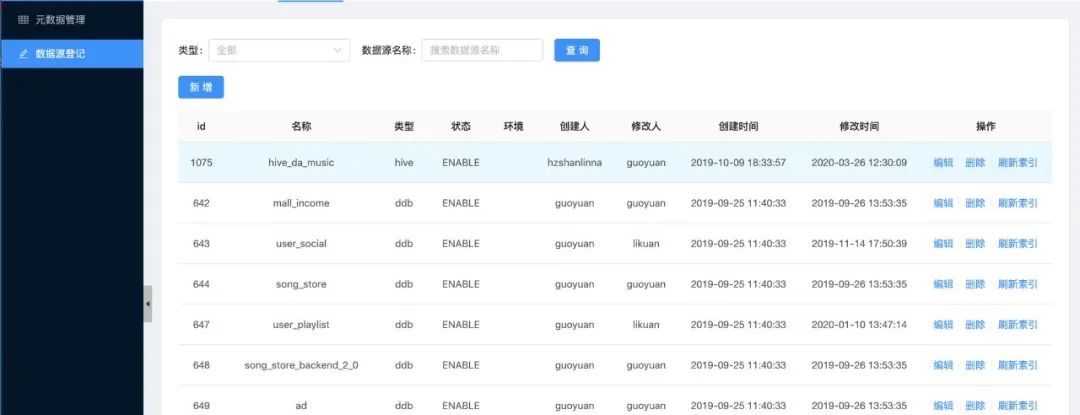 元数据管理
数据源登记
类型： 全部 数据源名称： 搜索数据源名称 查 询
新 增
id 名称 类型 状态 环境 创建人 修改人 创建时间 修改时间 操作
1075 hive_da_music hive ENABLE hzshanlinna guoyuan 2019-10-09 18:33:57 2020-03-26 12:30:09 编辑 删除 刷新索引
642 mall_income ddb ENABLE guoyuan guoyuan 2019-09-25 11:40:33 2019-09-26 13:53:35 编辑 删除 刷新索引
643 user_social ddb ENABLE guoyuan likuan 2019-09-25 11:40:33 2019-11-14 17:50:39 编辑 删除 刷新索引
644 song_store ddb ENABLE guoyuan guoyuan 2019-09-25 11:40:33 2019-09-26 13:53:35 编辑 删除 刷新索引
647 user_playlist ddb ENABLE guoyuan likuan 2019-09-25 11:40:33 2020-01-10 13:47:14 编辑 删除 刷新索引
648 song_store_backend_2_0 ddb ENABLE guoyuan guoyuan 2019-09-25 11:40:33 2019-09-26 13:53:35 编辑 删除 刷新索引
649 ad ddb ENABLE guoyuan guoyuan 2019-09-25 11:40:33 2019-09-26 13:53:35 编辑 删除 刷新索引